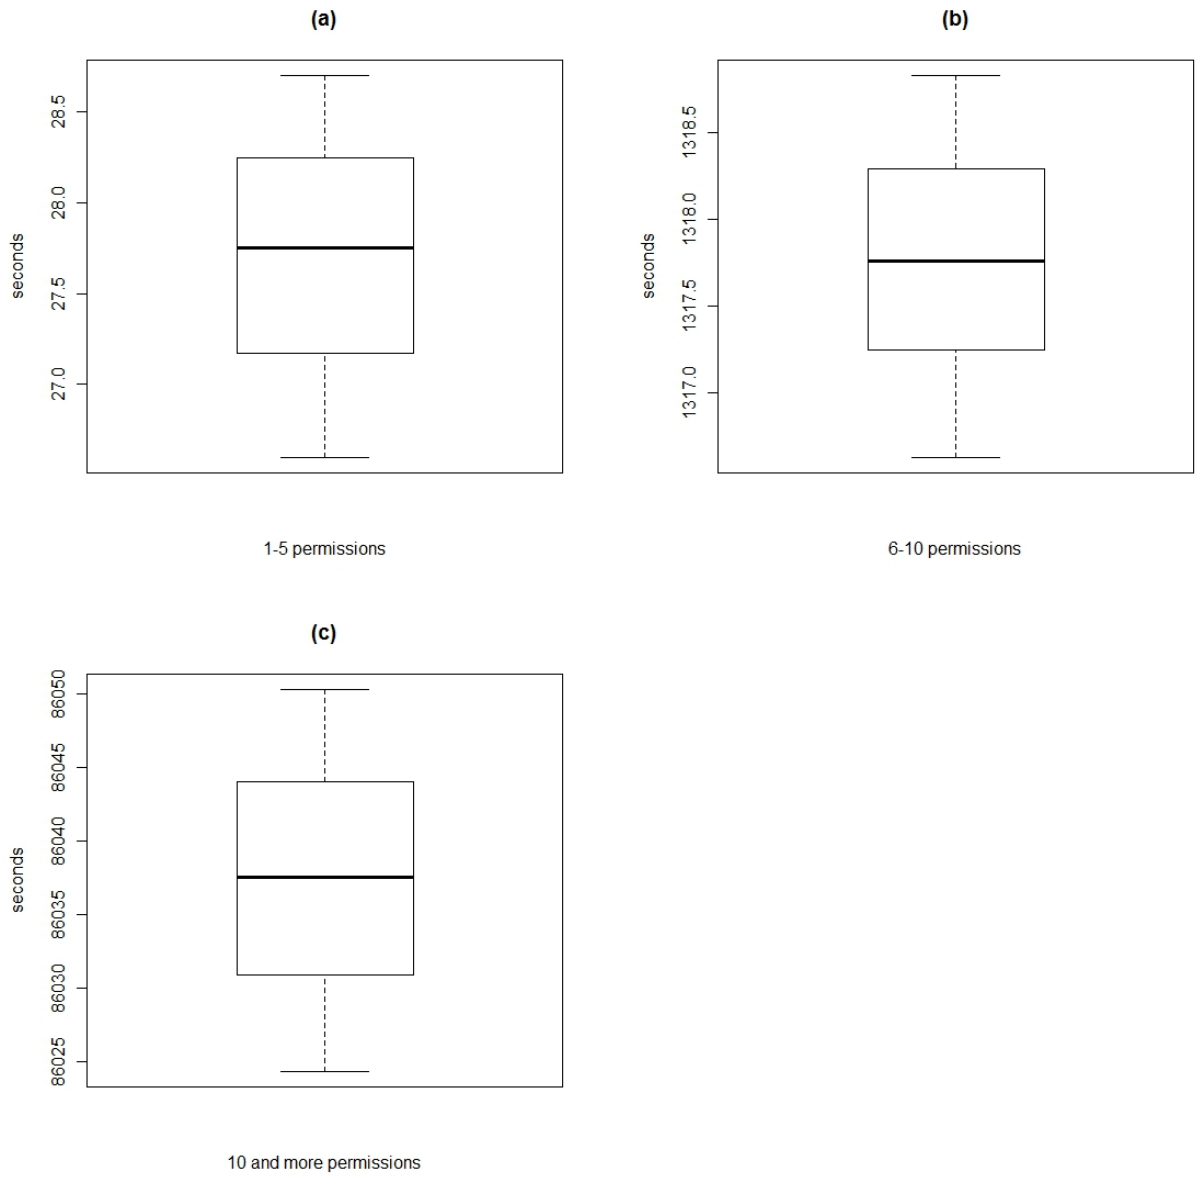 (a)
28.5
28.0
27.5
27.0
seconds
1-5 permissions
(b)
1318.5
1318.0
1317.5
1317.0
seconds
6-10 permissions
(c)
86050
86045
86040
86035
86030
86025
seconds
10 and more permissions